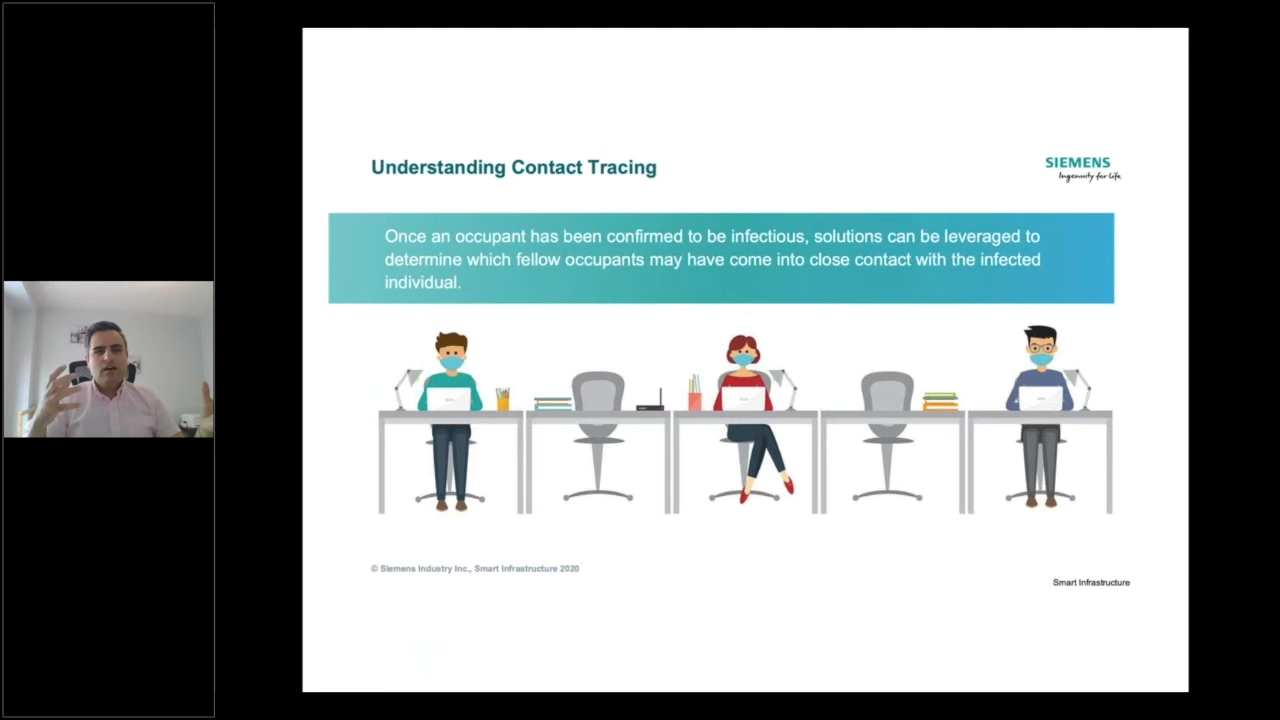 Understanding Contact Tracing
SIEMENS
Ingenuity for life
Once an occupant has been confirmed to be infectious, solutions can be leveraged to
determine which fellow occupants may have come into close contact with the infected
individual.
© Siemens Industry Inc., Smart Infrastructure 2020
Smart Infrastructure